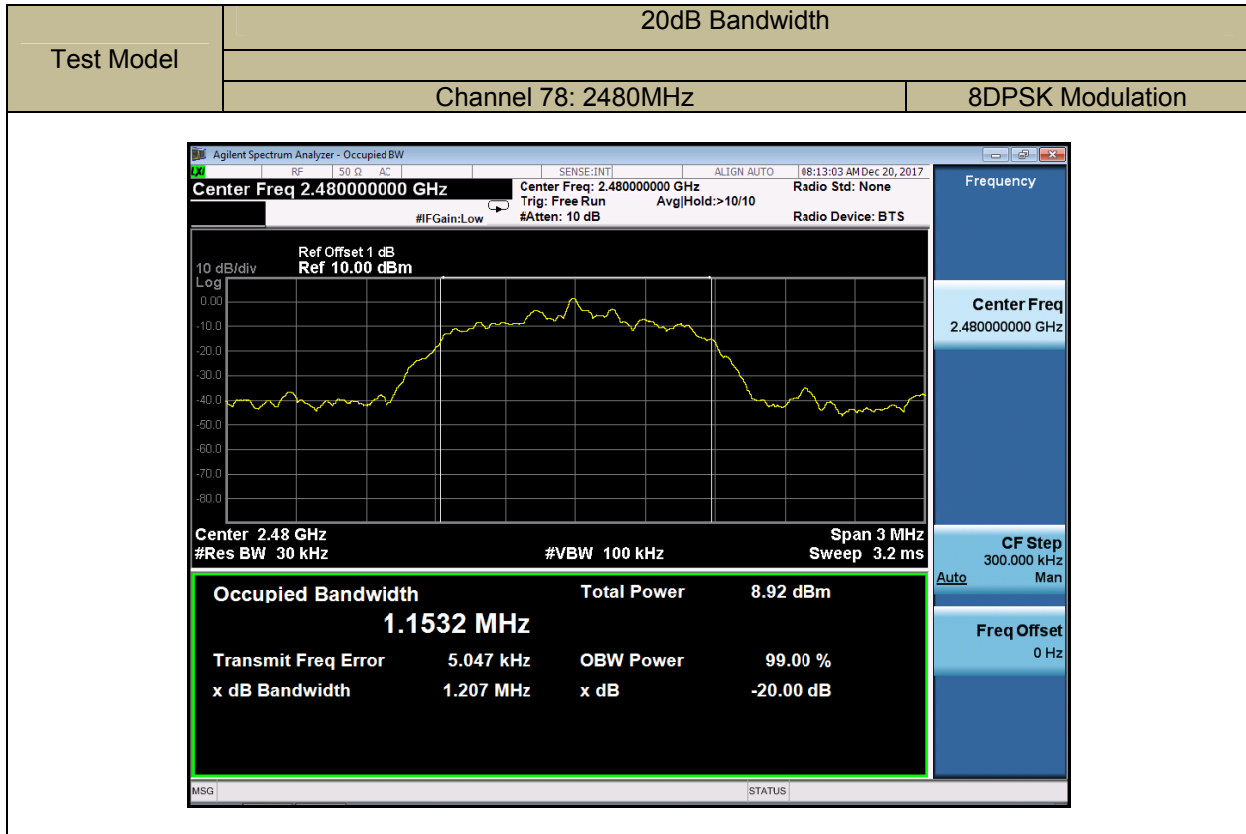 20dB Bandwidth
Test Model
Channel 78: 2480MHz 8DPSK Modulation
Agilent Spectrum Analyzer - Occupied BW
LXI RF 50 Ω AC SENSE:INT ALIGN AUTO 08:13:03 AM Dec 20, 2017
Center Freq 2.480000000 GHz
Center Freq: 2.480000000 GHz Radio Std: None
Trig: Free Run Avg|Hold:>10/10
#IFGain:Low #Atten: 10 dB Radio Device: BTS
Frequency
Ref Offset 1 dB
10 dB/div Ref 10.00 dBm
Log
0.00
-10.0
-20.0
-30.0
-40.0
-50.0
-60.0
-70.0
-80.0
Center Freq
2.480000000 GHz
Center 2.48 GHz Span 3 MHz
#Res BW 30 kHz #VBW 100 kHz Sweep 3.2 ms
CF Step
300.000 kHz
Auto Man
Occupied Bandwidth Total Power 8.92 dBm
1.1532 MHz
Transmit Freq Error 5.047 kHz OBW Power 99.00 %
x dB Bandwidth 1.207 MHz x dB -20.00 dB
Freq Offset
0 Hz
MSG STATUS